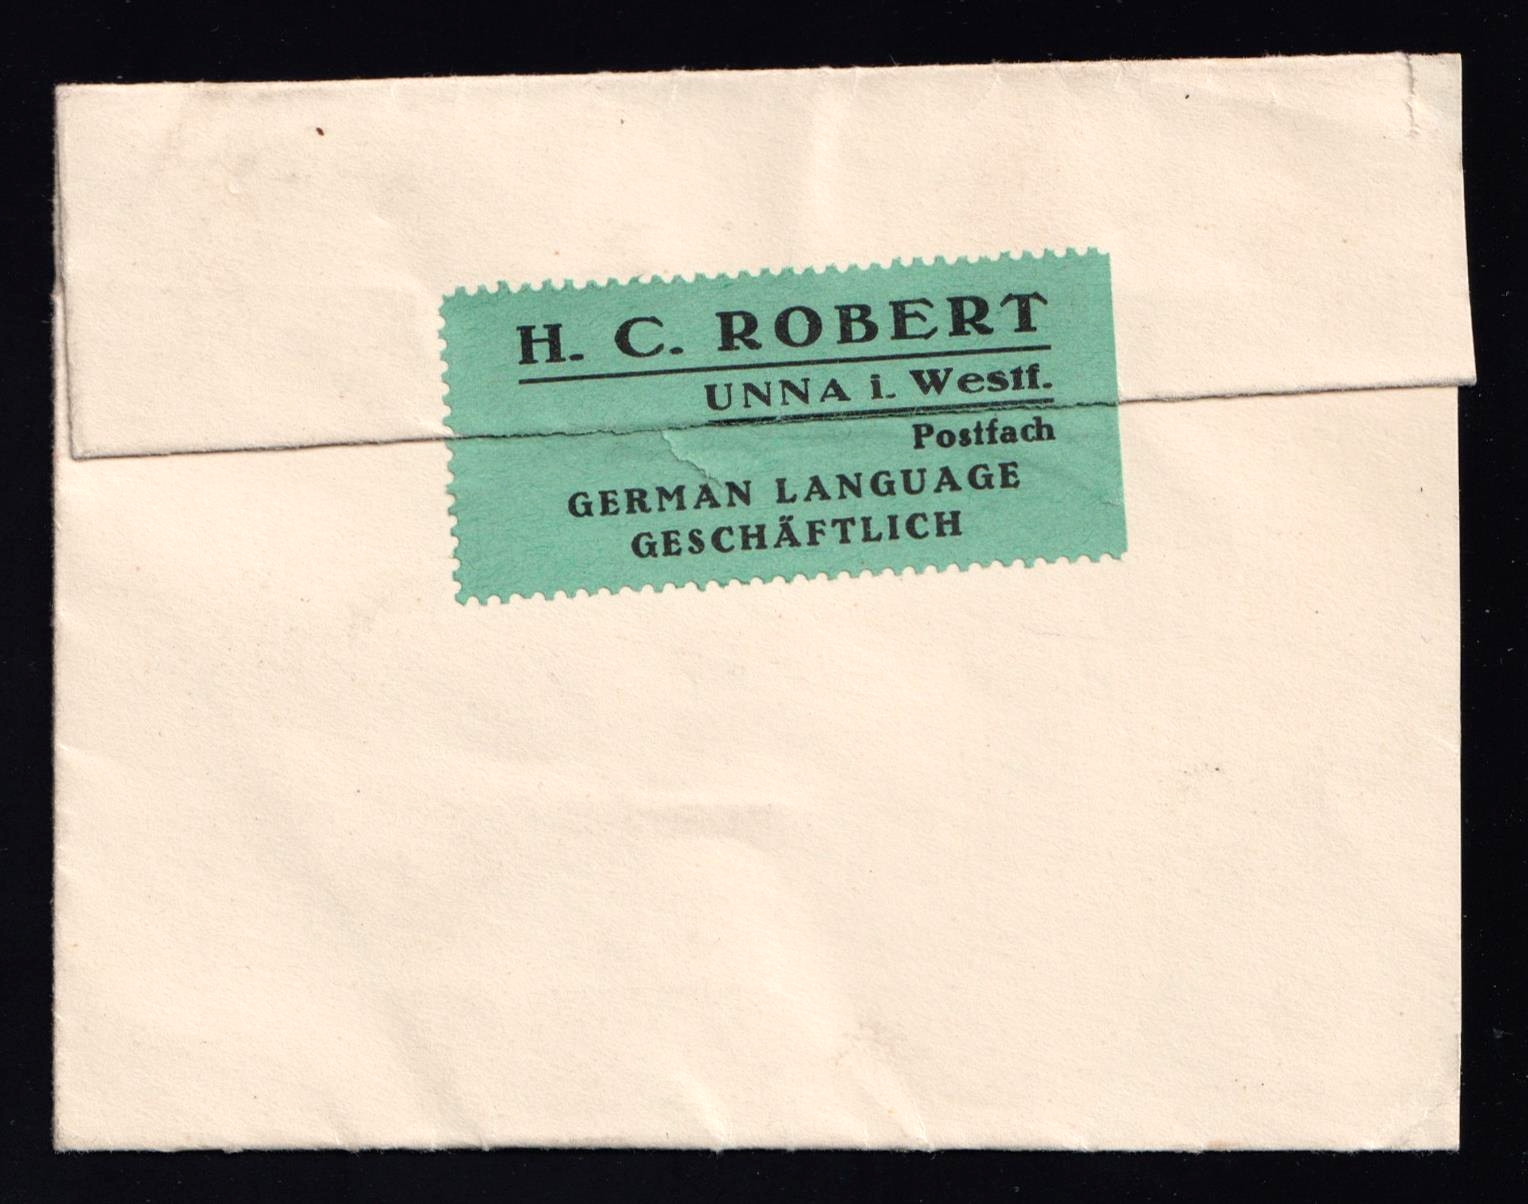 H. C. ROBERT
UNNA i. Westf.
Postfach
GERMAN LANGUAGE
GESCHÄFTLICH